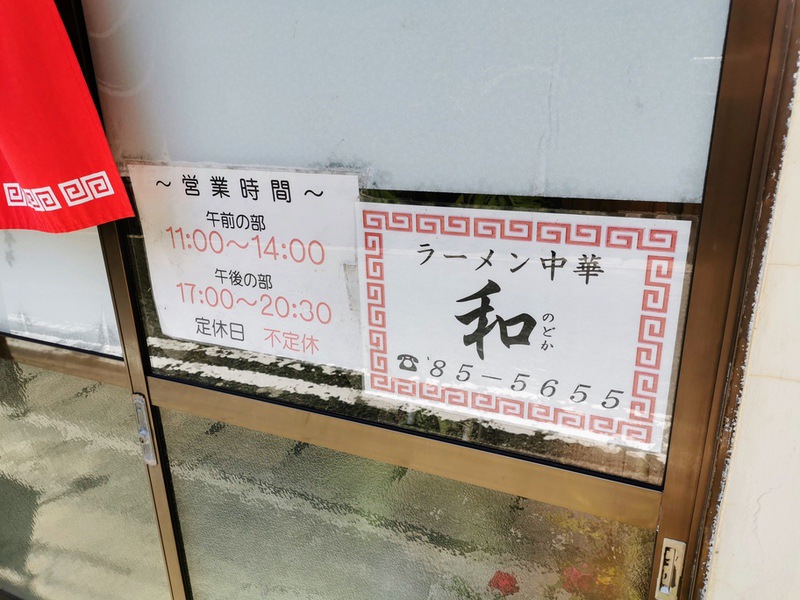 ～営業時間～
午前の部
11:00～14:00
午後の部
17:00～20:30
定休日 不定休
ラーメン中華
和
のどか
☎85－5655